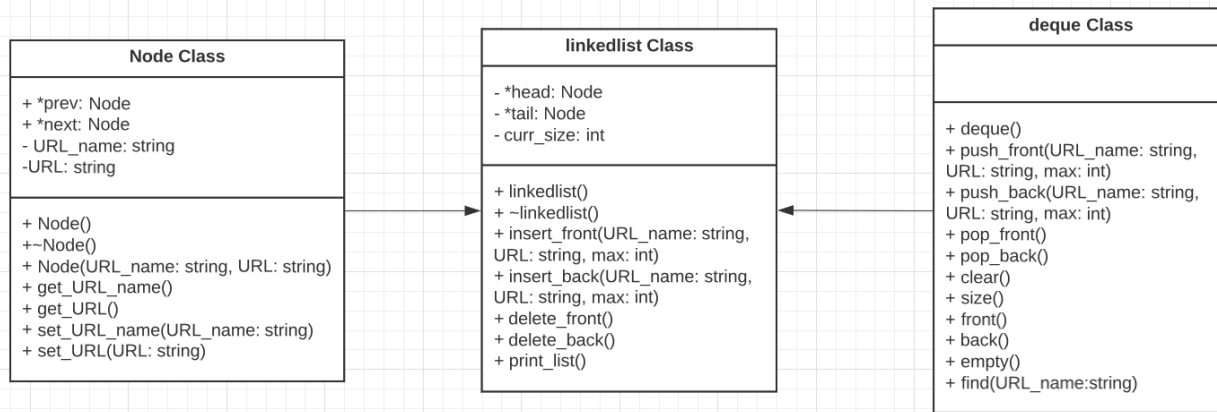 Node Class
+ *prev: Node
+ *next: Node
- URL_name: string
-URL: string
+ Node()
+~Node()
+ Node(URL_name: string, URL: string)
+ get_URL_name()
+ get_URL()
+ set_URL_name(URL_name: string)
+ set_URL(URL: string)
linkedlist Class
- *head: Node
- *tail: Node
- curr_size: int
+ linkedlist()
+ ~linkedlist()
+ insert_front(URL_name: string,
URL: string, max: int)
+ insert_back(URL_name: string,
URL: string, max: int)
+ delete_front()
+ delete_back()
+ print_list()
deque Class
+ deque()
+ push_front(URL_name: string,
URL: string, max: int)
+ push_back(URL_name: string,
URL: string, max: int)
+ pop_front()
+ pop_back()
+ clear()
+ size()
+ front()
+ back()
+ empty()
+ find(URL_name:string)